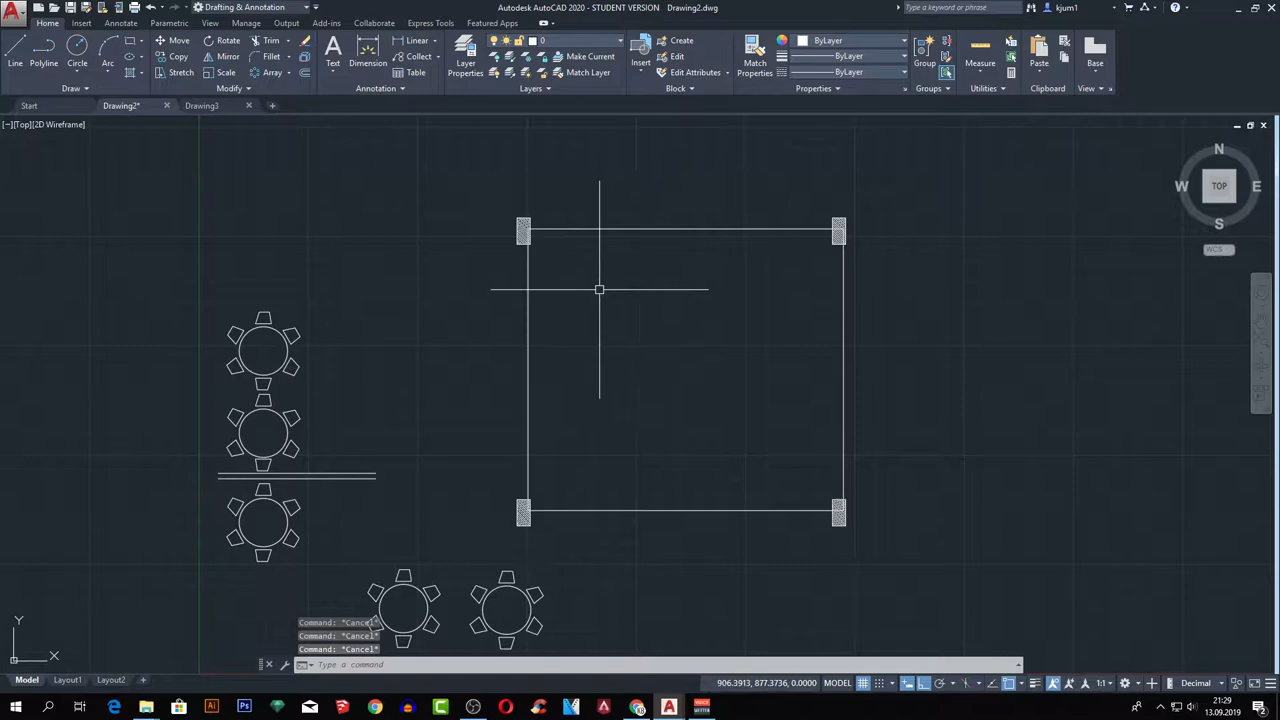 Drafting & Annotation
Autodesk AutoCAD 2020 - STUDENT VERSION Drawing2.dwg
Type a keyword or phrase
kjum1
Home Insert Annotate Parametric View Manage Output Add-ins Collaborate Express Tools Featured Apps
Line Polyline Circle Arc
Move Rotate Trim
Copy Mirror Fillet
Stretch Scale Array
Text Dimension
Linear
Collect
Table
Layer Properties
0
Make Current
Match Layer
Insert
Create
Edit
Edit Attributes
Match Properties
ByLayer
ByLayer
ByLayer
Group
Measure
Paste
Base
Draw Modify Annotation Layers Block Properties Groups Utilities Clipboard View
Start Drawing2* Drawing3
[−][Top][2D Wireframe]
N
W TOP E
S
WCS
Y
X
Command: *Cancel*
Command: *Cancel*
Command: *Cancel*
Type a command
Model Layout1 Layout2
906.3913, 877.3736, 0.0000 MODEL 1:1 Decimal
21:29
13.09.2019